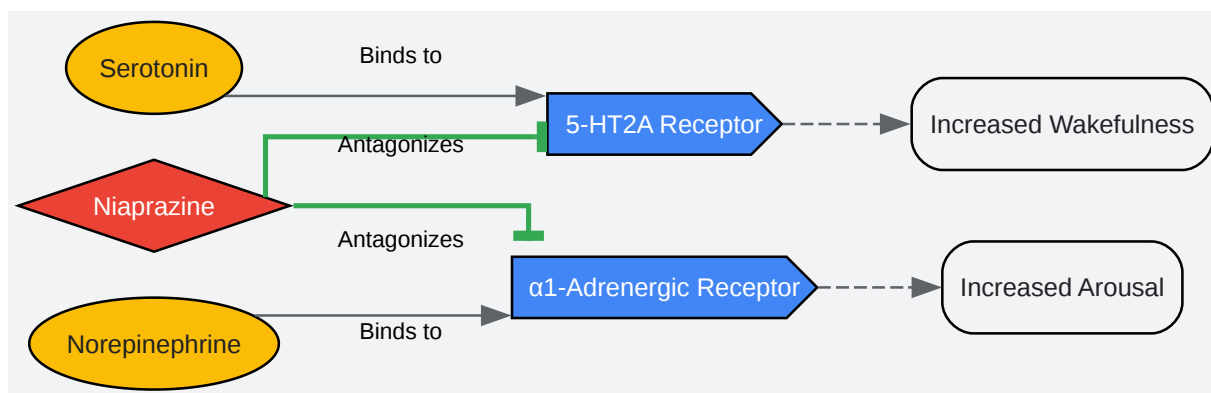 Serotonin
Binds to
5-HT2A Receptor
Increased Wakefulness
Antagonizes
Niaprazine
Antagonizes
α1-Adrenergic Receptor
Increased Arousal
Binds to
Norepinephrine